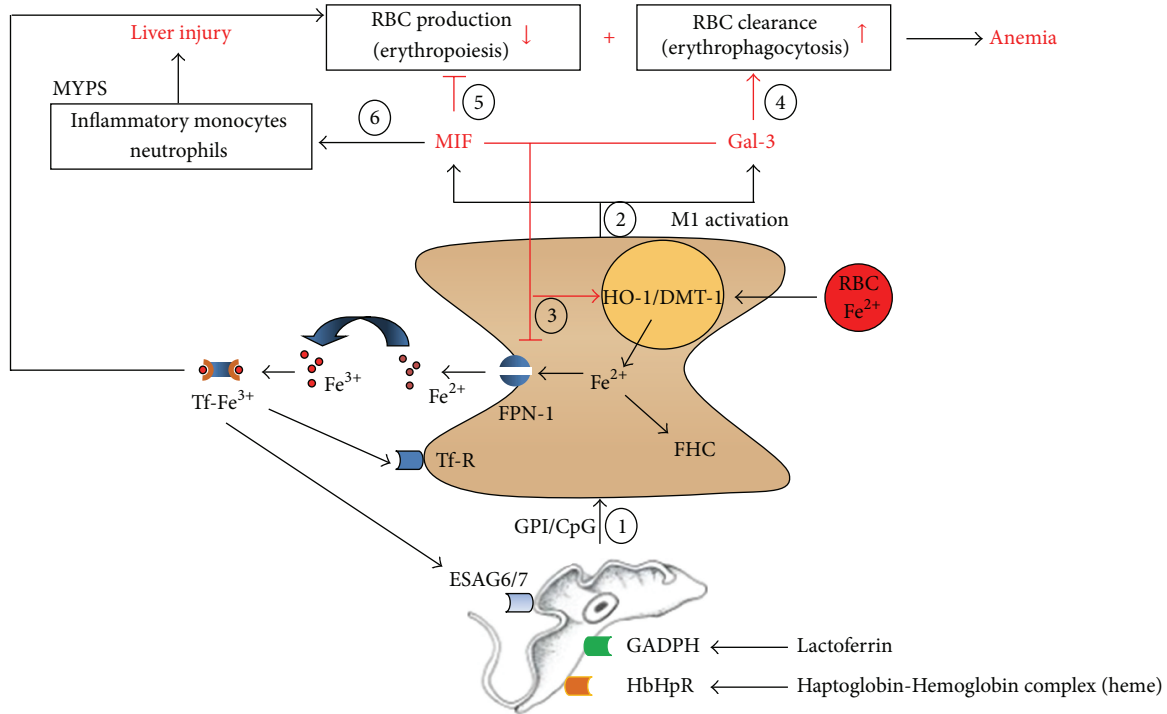 RBC production
(erythropoiesis) ↓
+
RBC clearance
(erythrophagocytosis) ↑
Anemia
Liver injury
MYPS
Inflammatory monocytes
neutrophils
6
5
4
MIF
Gal-3
2
M1 activation
HO-1/DMT-1
RBC
Fe²⁺
3
Fe²⁺
FPN-1
Fe²⁺
Fe³⁺
Tf-Fe³⁺
FHC
Tf-R
GPI/CpG
1
ESAG6/7
GADPH
Lactoferrin
HbHpR
Haptoglobin-Hemoglobin complex (heme)